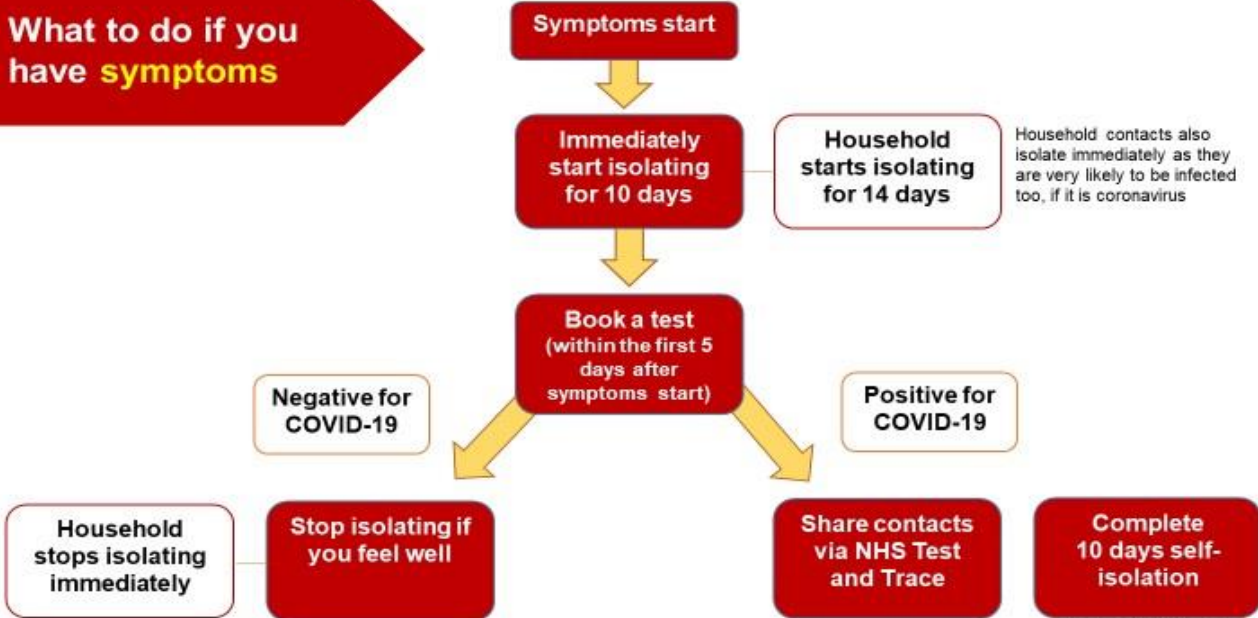 What to do if you
have symptoms
Symptoms start
Immediately
start isolating
for 10 days
Household
starts isolating
for 14 days
Household contacts also
isolate immediately as they
are very likely to be infected
too, if it is coronavirus
Book a test
(within the first 5
days after
symptoms start)
Negative for
COVID-19
Positive for
COVID-19
Household
stops isolating
immediately
Stop isolating if
you feel well
Share contacts
via NHS Test
and Trace
Complete
10 days self-
isolation